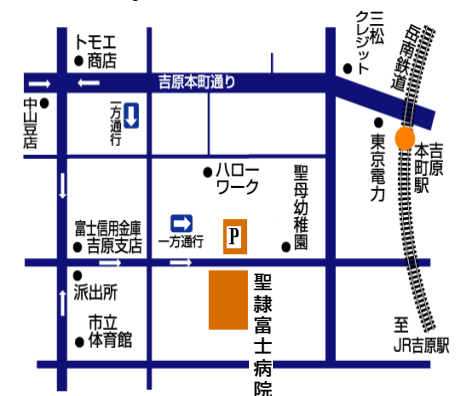 トモエ
商店
三松
クレジット
岳南鉄道
吉原本町通り
中山豆店
一方
通行
東京電力
吉原
本町駅
ハロー
ワーク
聖母幼稚園
富士信用金庫
吉原支店
一方通行
P
派出所
聖隷富士病院
市立
体育館
至
JR吉原駅